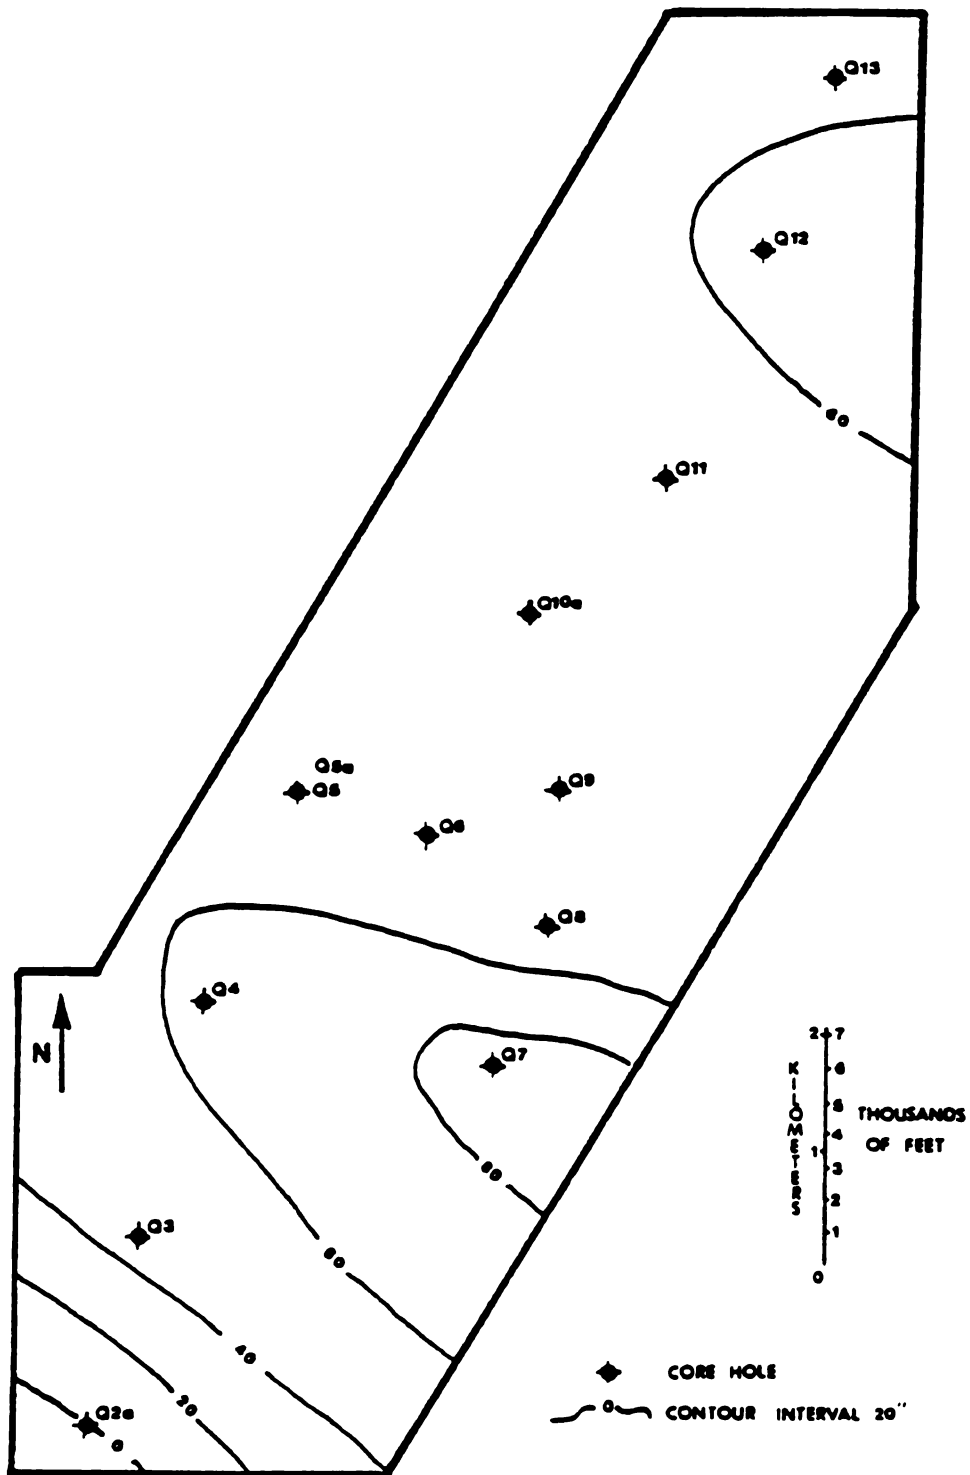 Q13
Q12
60
Q11
Q10a
Q5a
Q5
Q9
Q6
Q8
Q4
N
Q7
80
Q3
60
40
20
Q2a
0
2
7
6
5
4
1
3
2
1
0
KILOMETERS
THOUSANDS
OF FEET
CORE HOLE
0
CONTOUR INTERVAL 20"